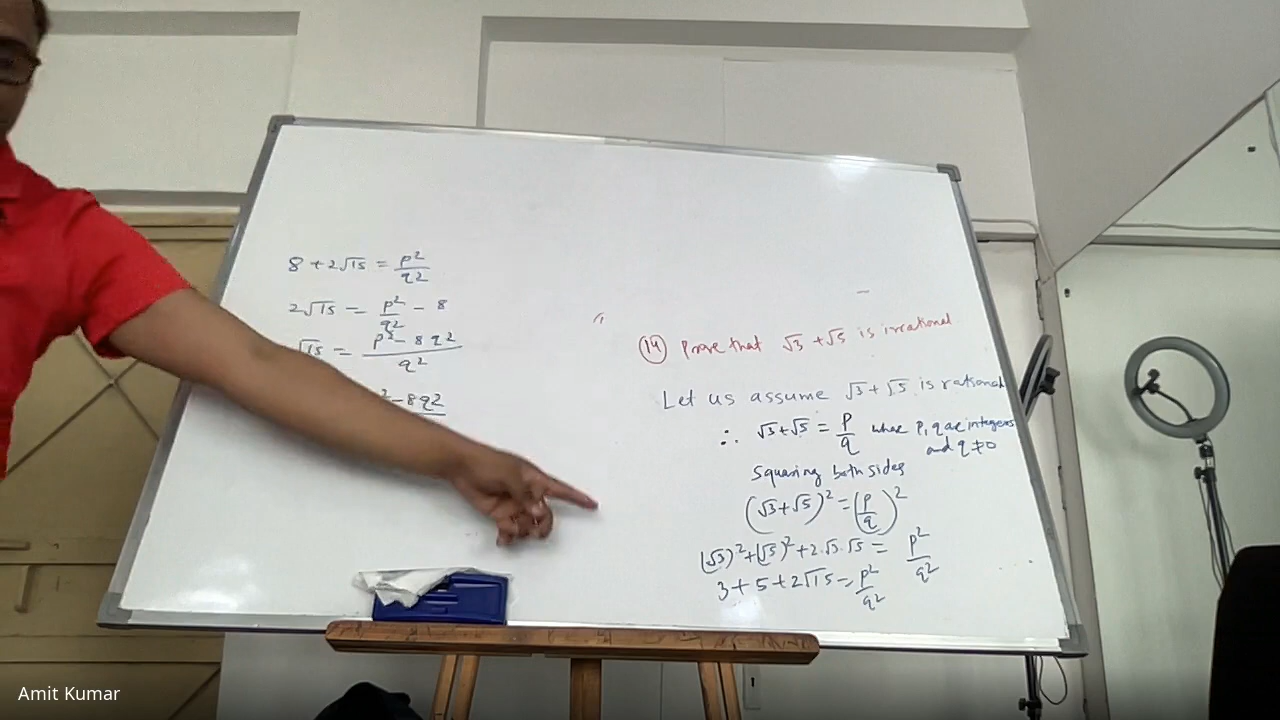 8 + 2√15 = p²/q²
2√15 = p²/q² - 8
√15 = p² - 8q²/q²
² - 8q²
(14) Prove that √3 + √5 is irrational
Let us assume √3 + √5 is rational
∴ √3 + √5 = p/q where p, q are integers
and q ≠ 0
Squaring both sides
(√3 + √5)² = (p/q)²
(√3)² + (√5)² + 2.√3.√5 = p²/q²
3 + 5 + 2√15 = p²/q²
Amit Kumar